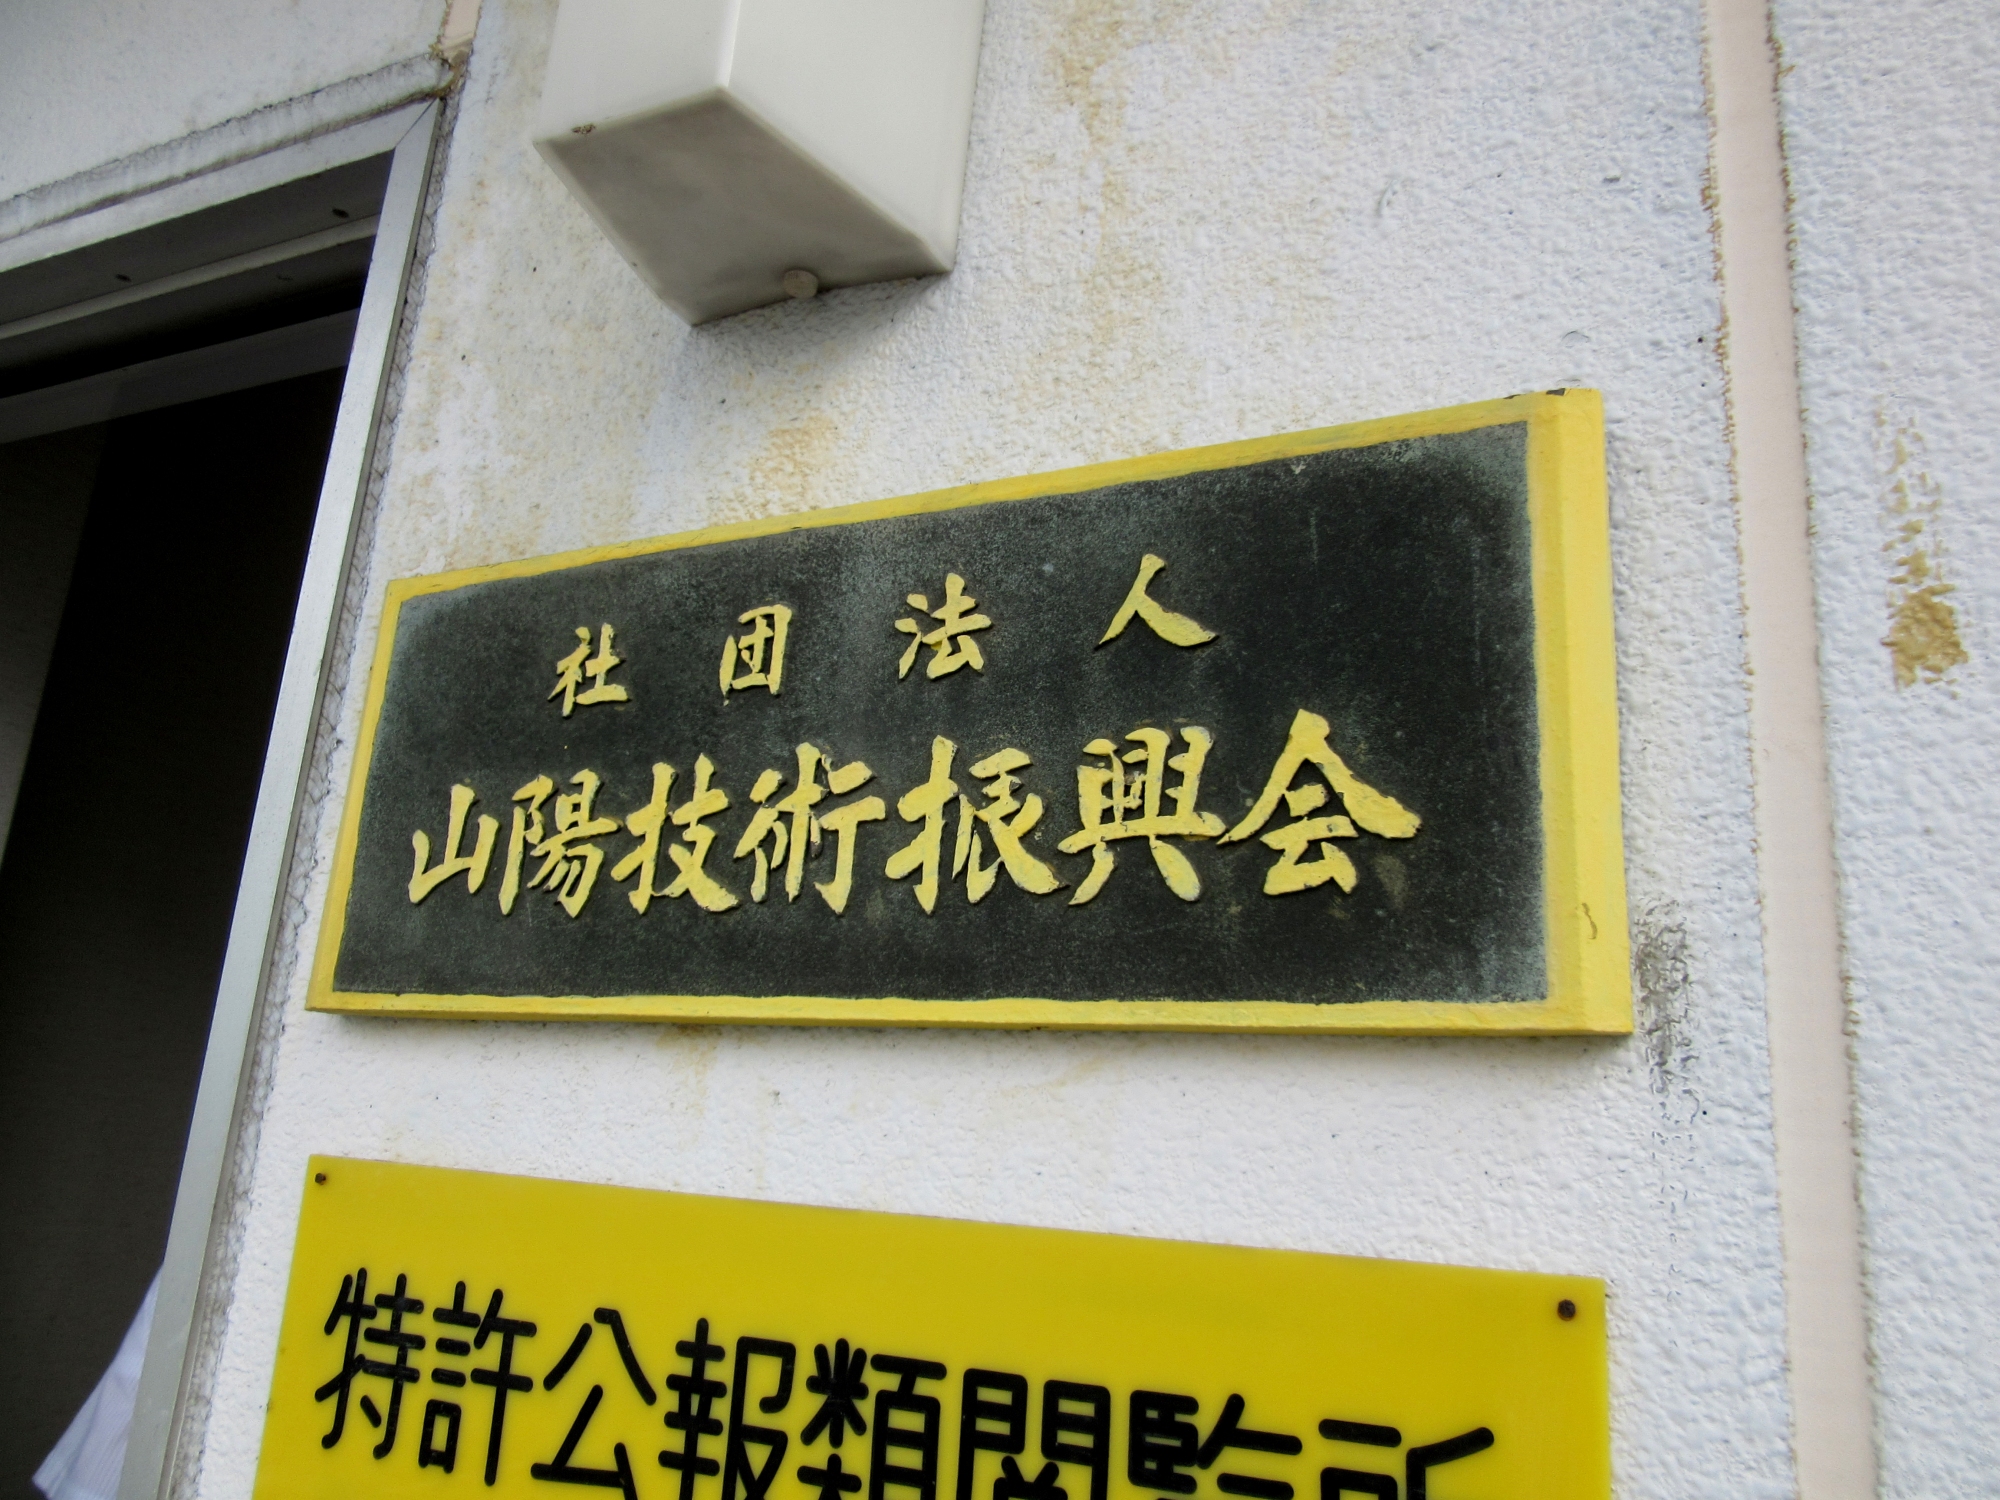 社団法人
山陽技術振興会
特許公報類閲覧所